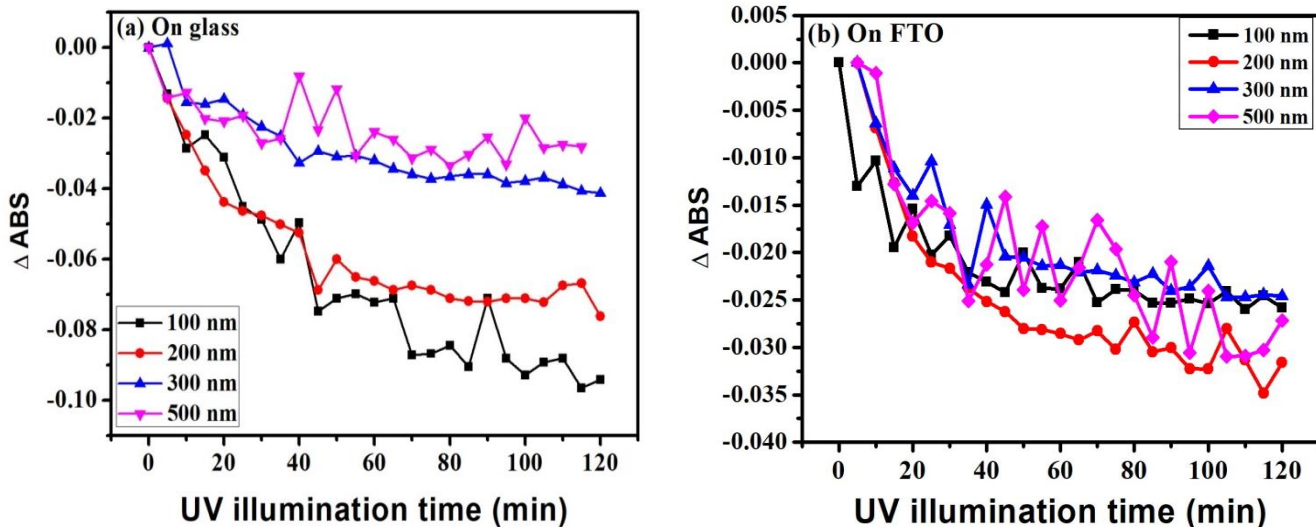 (a) On glass
0.00
-0.02
-0.04
-0.06
-0.08
-0.10
Δ ABS
100 nm
200 nm
300 nm
500 nm
0 20 40 60 80 100 120
UV illumination time (min)
(b) On FTO
0.005
0.000
-0.005
-0.010
-0.015
-0.020
-0.025
-0.030
-0.035
-0.040
Δ ABS
100 nm
200 nm
300 nm
500 nm
0 20 40 60 80 100 120
UV illumination time (min)